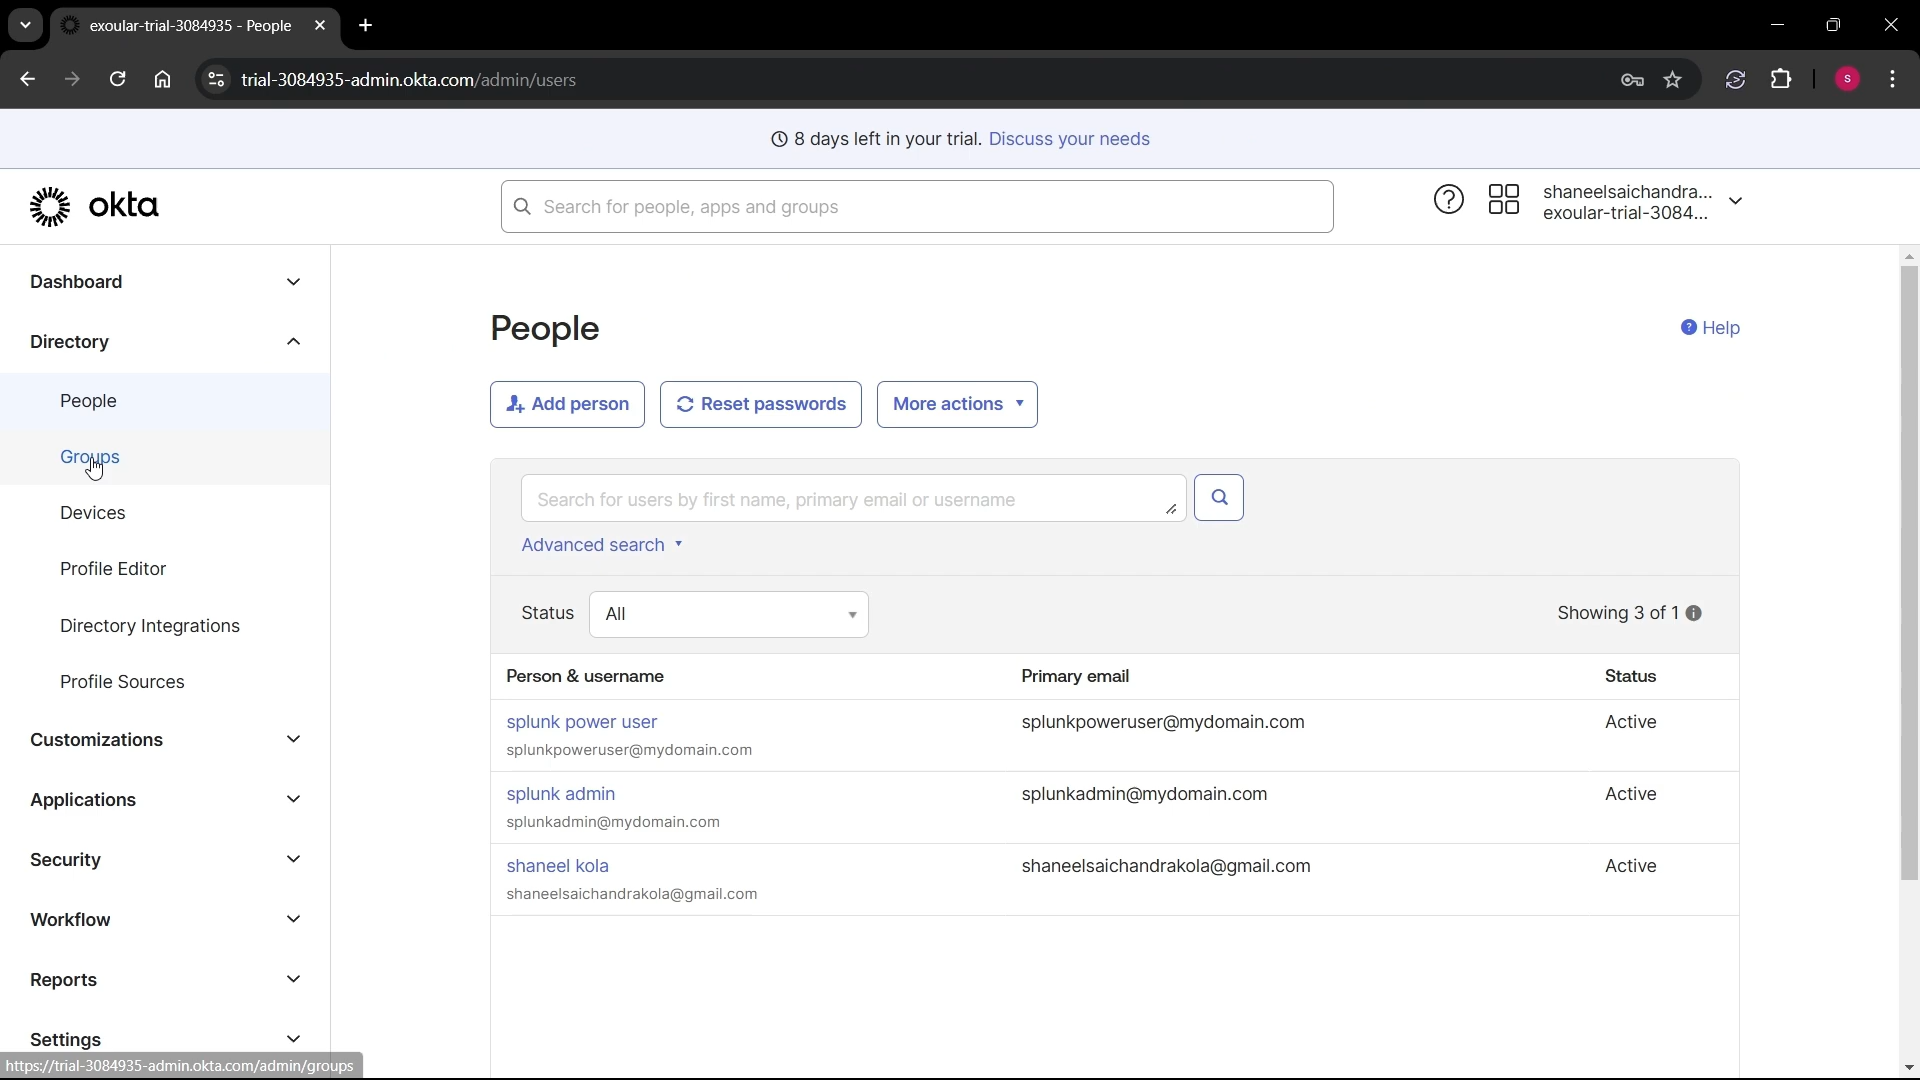 exoular-trial-3084935 - People
trial-3084935-admin.okta.com/admin/users
S
8 days left in your trial. Discuss your needs
okta
Search for people, apps and groups
shaneelsaichandra...
exoular-trial-3084...
Dashboard
Directory
People
Groups
Devices
Profile Editor
Directory Integrations
Profile Sources
Customizations
Applications
Security
Workflow
Reports
Settings
https://trial-3084935-admin.okta.com/admin/groups
People
Help
Add person
Reset passwords
More actions
Search for users by first name, primary email or username
Advanced search
Status All Showing 3 of 1
Person & username Primary email Status
splunk power user splunkpoweruser@mydomain.com Active
splunkpoweruser@mydomain.com
splunk admin splunkadmin@mydomain.com Active
splunkadmin@mydomain.com
shaneel kola shaneelsaichandrakola@gmail.com Active
shaneelsaichandrakola@gmail.com